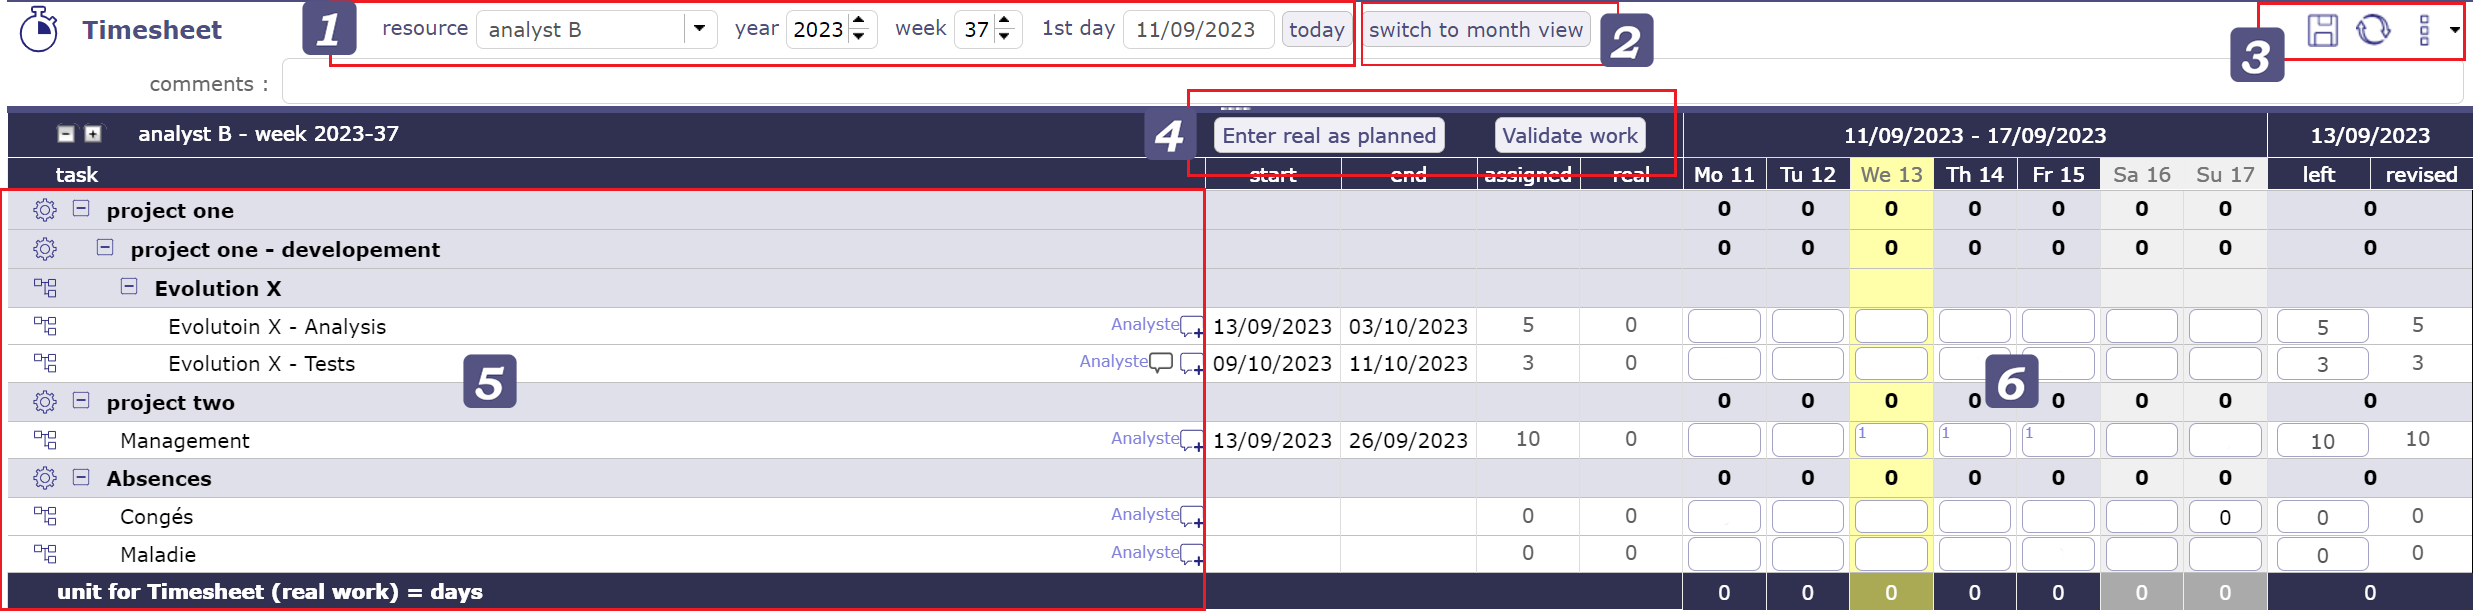 Timesheet 1 resource analyst B year 2023 week 37 1st day 11/09/2023 today switch to month view 2 3
comments :
analyst B - week 2023-37 4 Enter real as planned Validate work 11/09/2023 - 17/09/2023 13/09/2023
task start end assigned real Mo 11 Tu 12 We 13 Th 14 Fr 15 Sa 16 Su 17 left revised
project one 0 0 0 0 0 0 0 0
project one - developement 0 0 0 0 0 0 0 0
Evolution X
Evolutoin X - Analysis Analyste 13/09/2023 03/10/2023 5 0 5 5
Evolution X - Tests Analyste 09/10/2023 11/10/2023 3 0 3 3
5 6
project two 0 0 0 0 0 0 0 0
Management Analyste 13/09/2023 26/09/2023 10 0 1 1 1 10 10
Absences 0 0 0 0 0 0 0 0
Congés Analyste 0 0 0 0 0
Maladie Analyste 0 0 0 0
unit for Timesheet (real work) = days 0 0 0 0 0 0 0 0